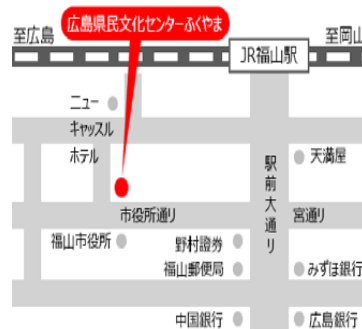 広島県民文化センターふくやま
至広島
JR福山駅
至岡山
ニュー
キャッスル
ホテル
駅前大通り
天満屋
市役所通り
宮通り
福山市役所
野村證券
福山郵便局
みずほ銀行
中国銀行
広島銀行